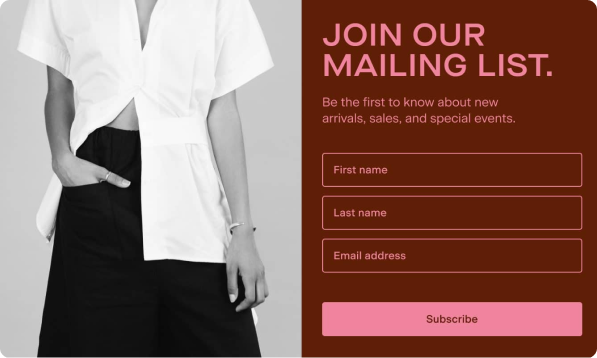 JOIN OUR
MAILING LIST.
Be the first to know about new
arrivals, sales, and special events.
First name
Last name
Email address
Subscribe